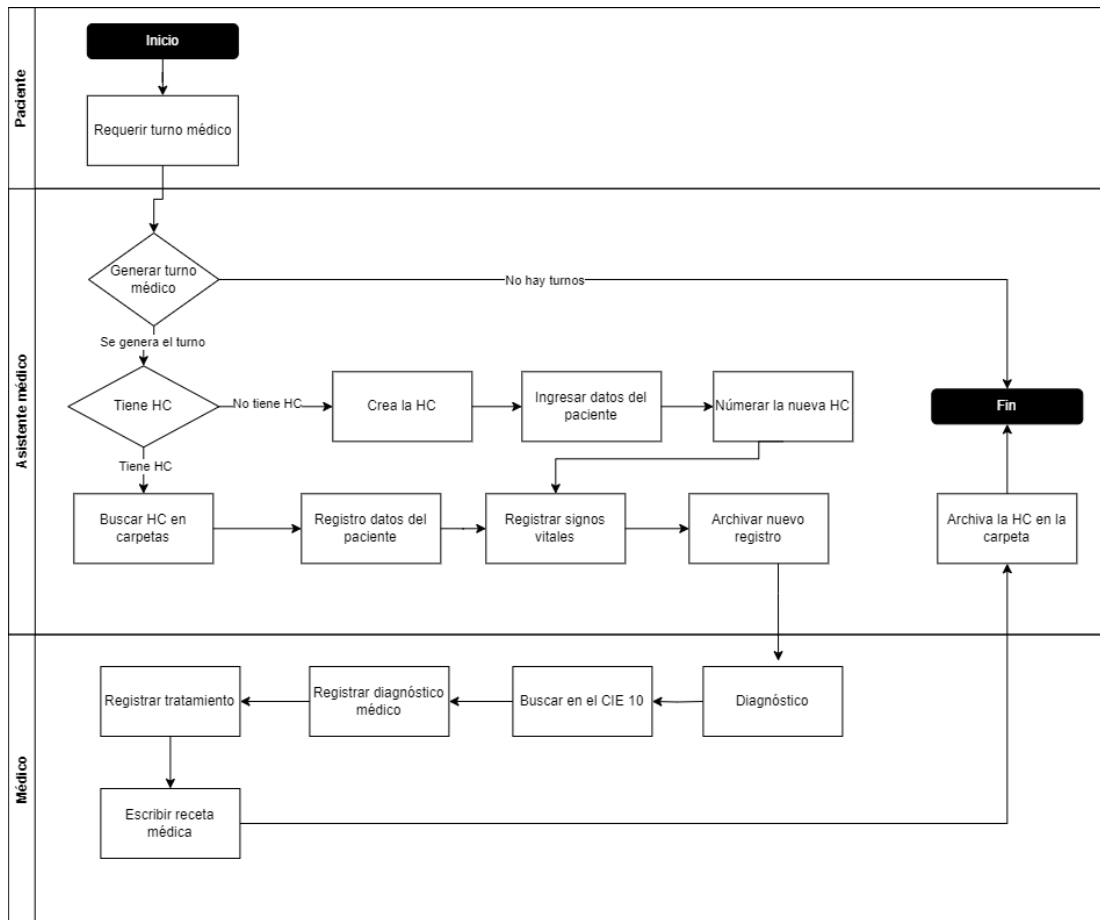 Paciente
Inicio
Requerir turno médico
Asistente médico
Generar turno
médico
No hay turnos
Se genera el turno
Tiene HC
No tiene HC
Crea la HC
Ingresar datos del
paciente
Númerar la nueva HC
Fin
Tiene HC
Buscar HC en
carpetas
Registro datos del
paciente
Registrar signos
vitales
Archivar nuevo
registro
Archiva la HC en la
carpeta
Médico
Registrar tratamiento
Registrar diagnóstico
médico
Buscar en el CIE 10
Diagnóstico
Escribir receta
médica